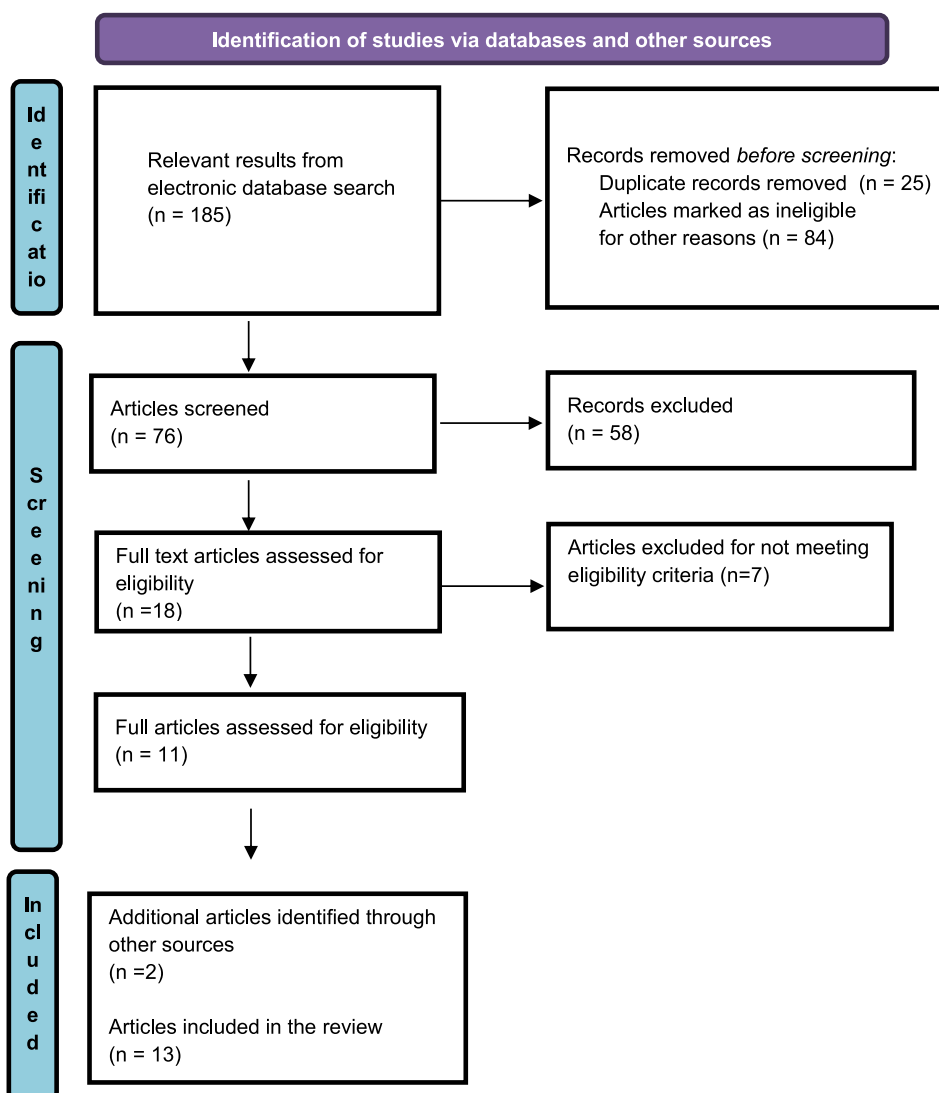 Identification of studies via databases and other sources
Id
e
nt
if
ic
at
io
Relevant results from
electronic database search
(n = 185)
Records removed before screening:
Duplicate records removed (n = 25)
Articles marked as ineligible
for other reasons (n = 84)
S
cr
e
e
ni
n
g
Articles screened
(n = 76)
Records excluded
(n = 58)
Full text articles assessed for
eligibility
(n =18)
Articles excluded for not meeting
eligibility criteria (n=7)
Full articles assessed for eligibility
(n = 11)
In
cl
u
d
e
d
Additional articles identified through
other sources
(n =2)
Articles included in the review
(n = 13)